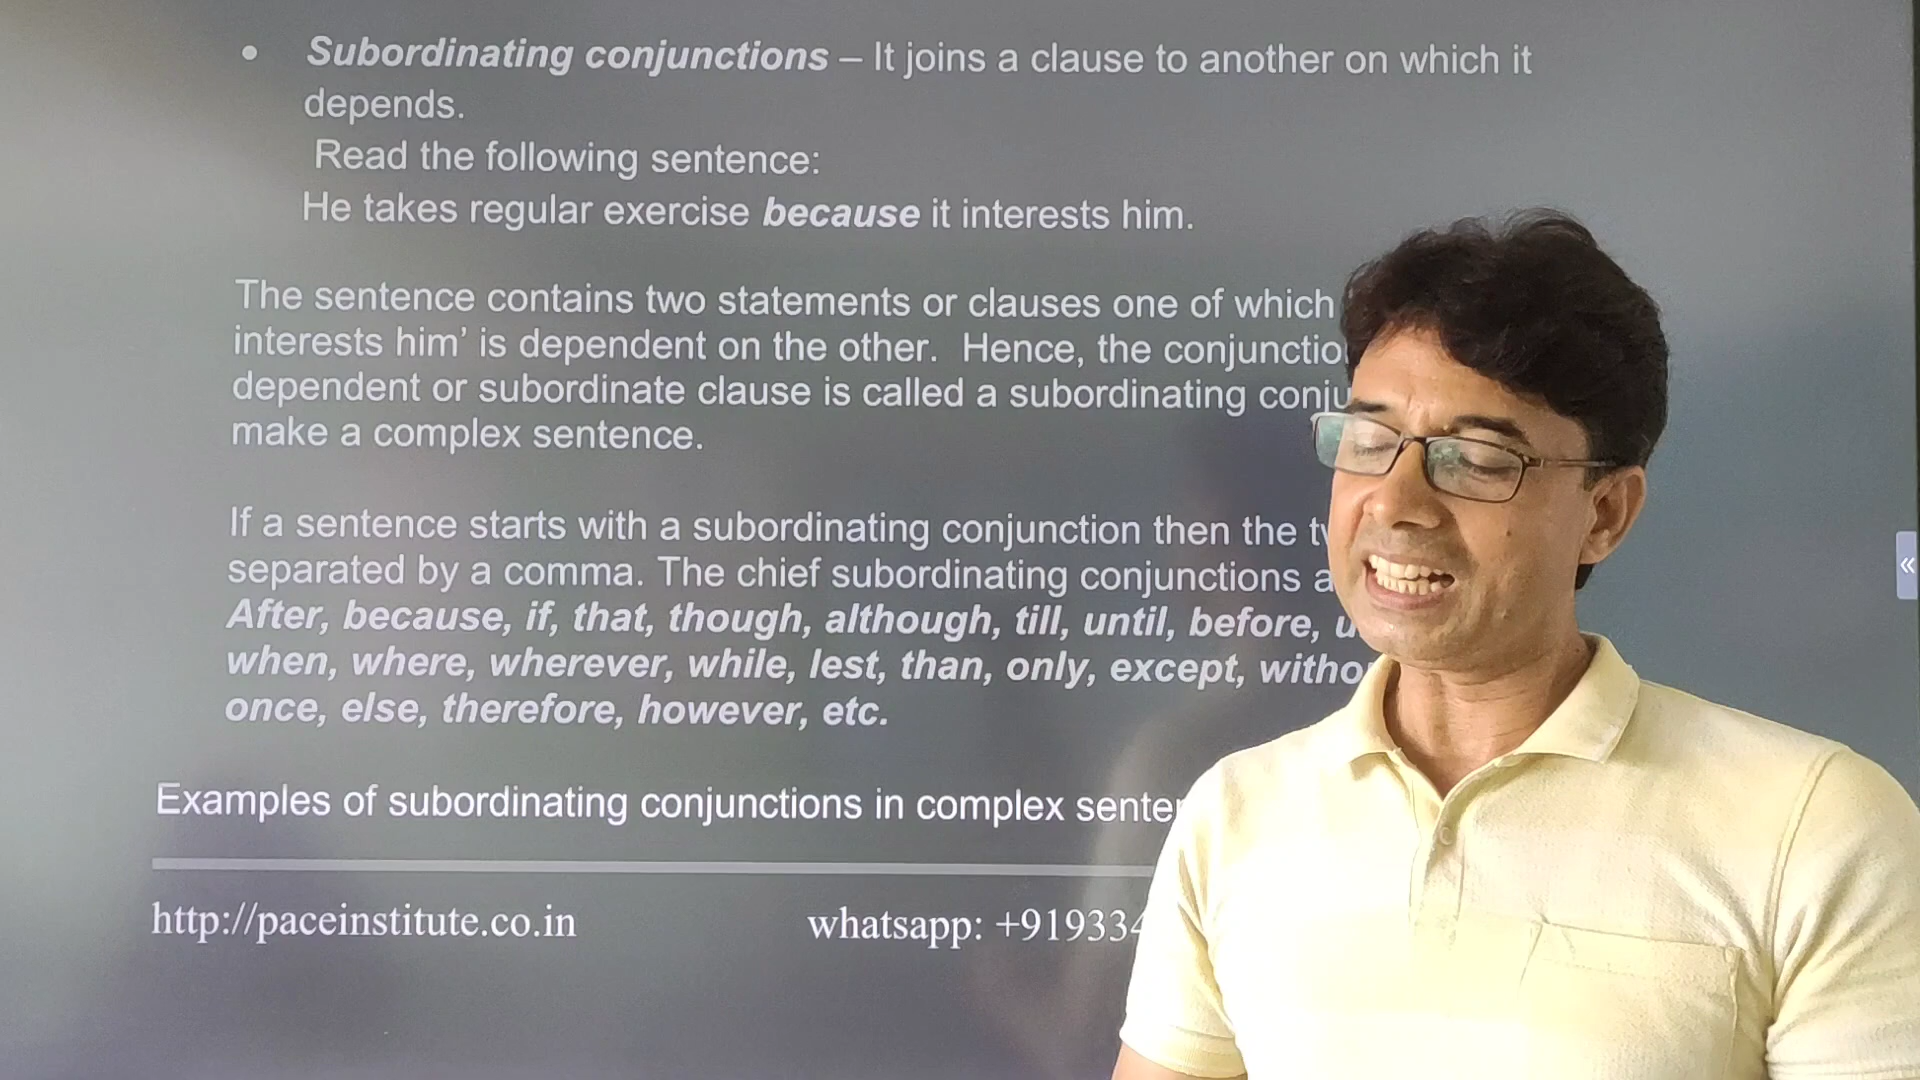 • Subordinating conjunctions – It joins a clause to another on which it
depends.
Read the following sentence:
He takes regular exercise because it interests him.
The sentence contains two statements or clauses one of which
interests him’ is dependent on the other. Hence, the
dependent or subordinate clause is called a subordinating
make a complex sentence.
If a sentence starts with a subordinating conjunction then the
separated by a comma. The chief subordinating conjunctions
After, because, if, that, though, although, till, until, before,
when, where, wherever, while, lest, than, only, except,
once, else, therefore, however, etc.
Examples of subordinating conjunctions in complex
http://paceinstitute.co.in
whatsapp: +91933
«